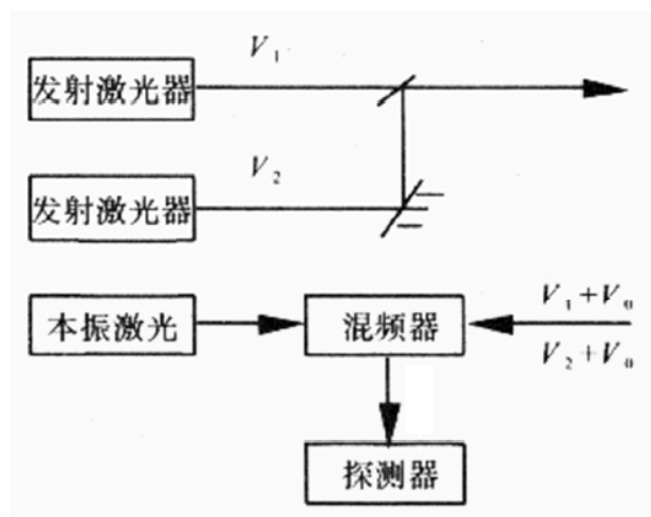 V₁
发射激光器
V₂
发射激光器
本振激光
混频器
V₁+V₀
V₂+V₀
探测器